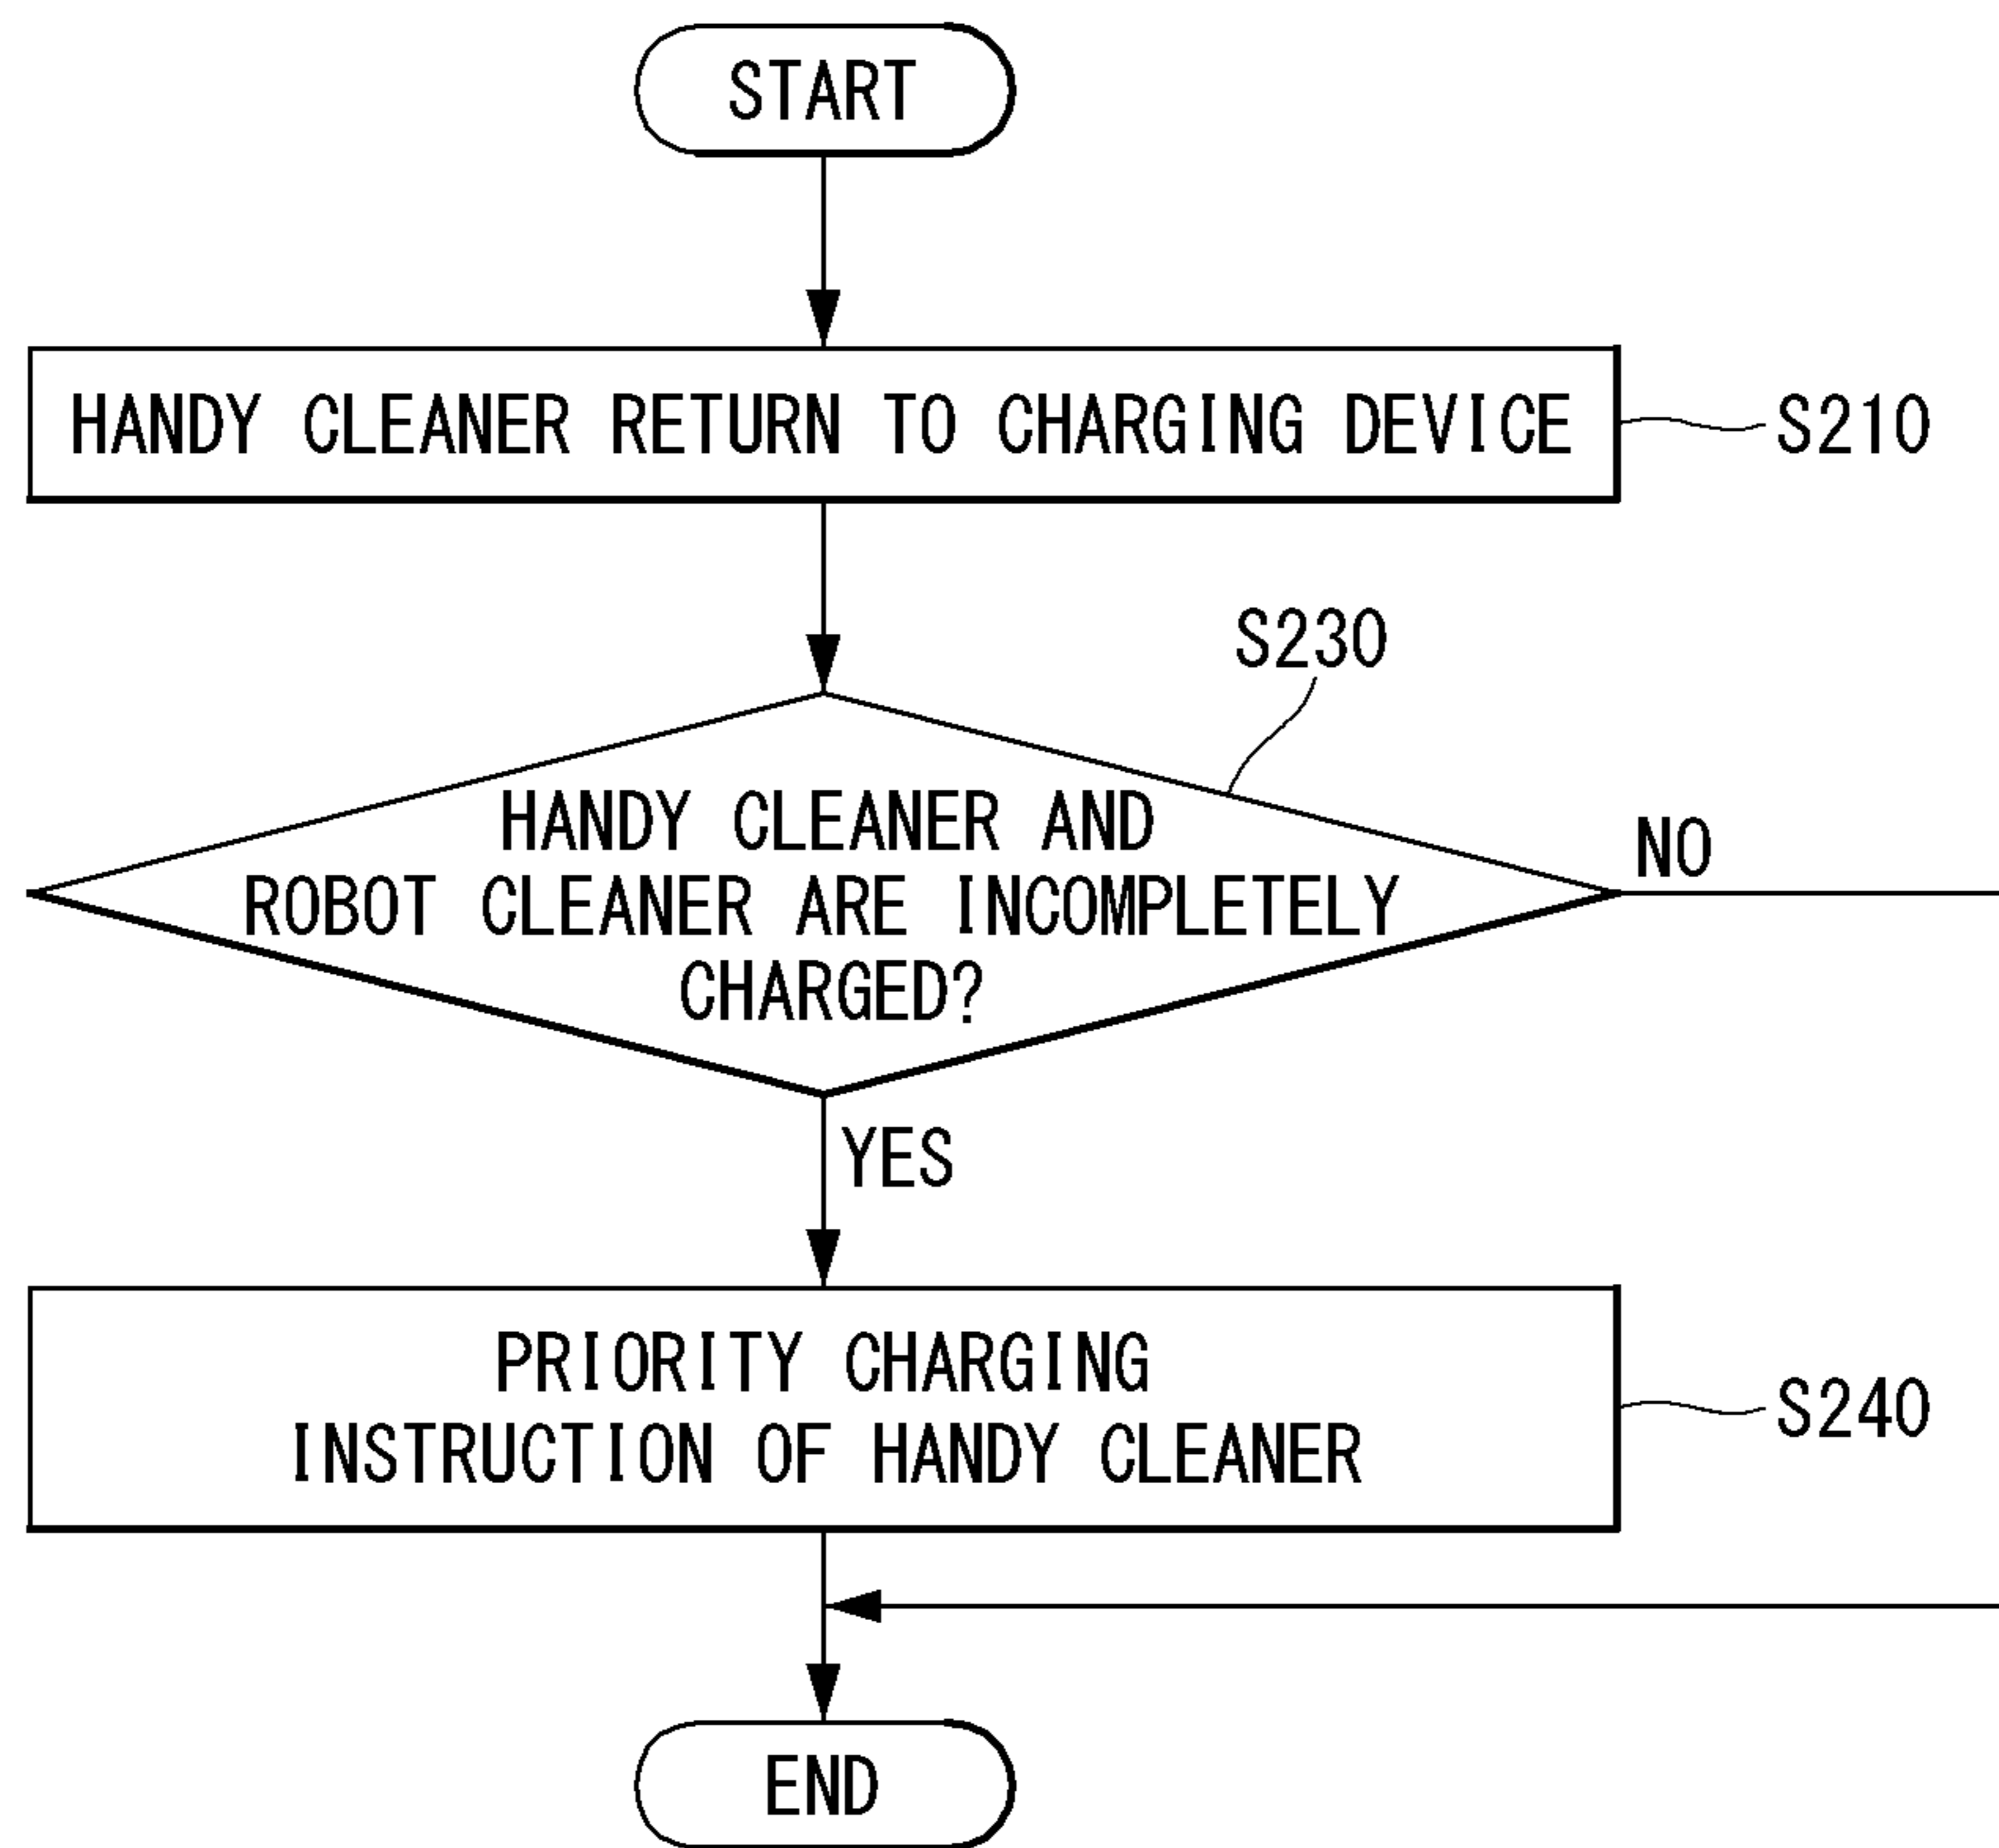 START
HANDY CLEANER RETURN TO CHARGING DEVICE
S210
S230
HANDY CLEANER AND
ROBOT CLEANER ARE INCOMPLETELY
CHARGED?
NO
YES
PRIORITY CHARGING
INSTRUCTION OF HANDY CLEANER
S240
END